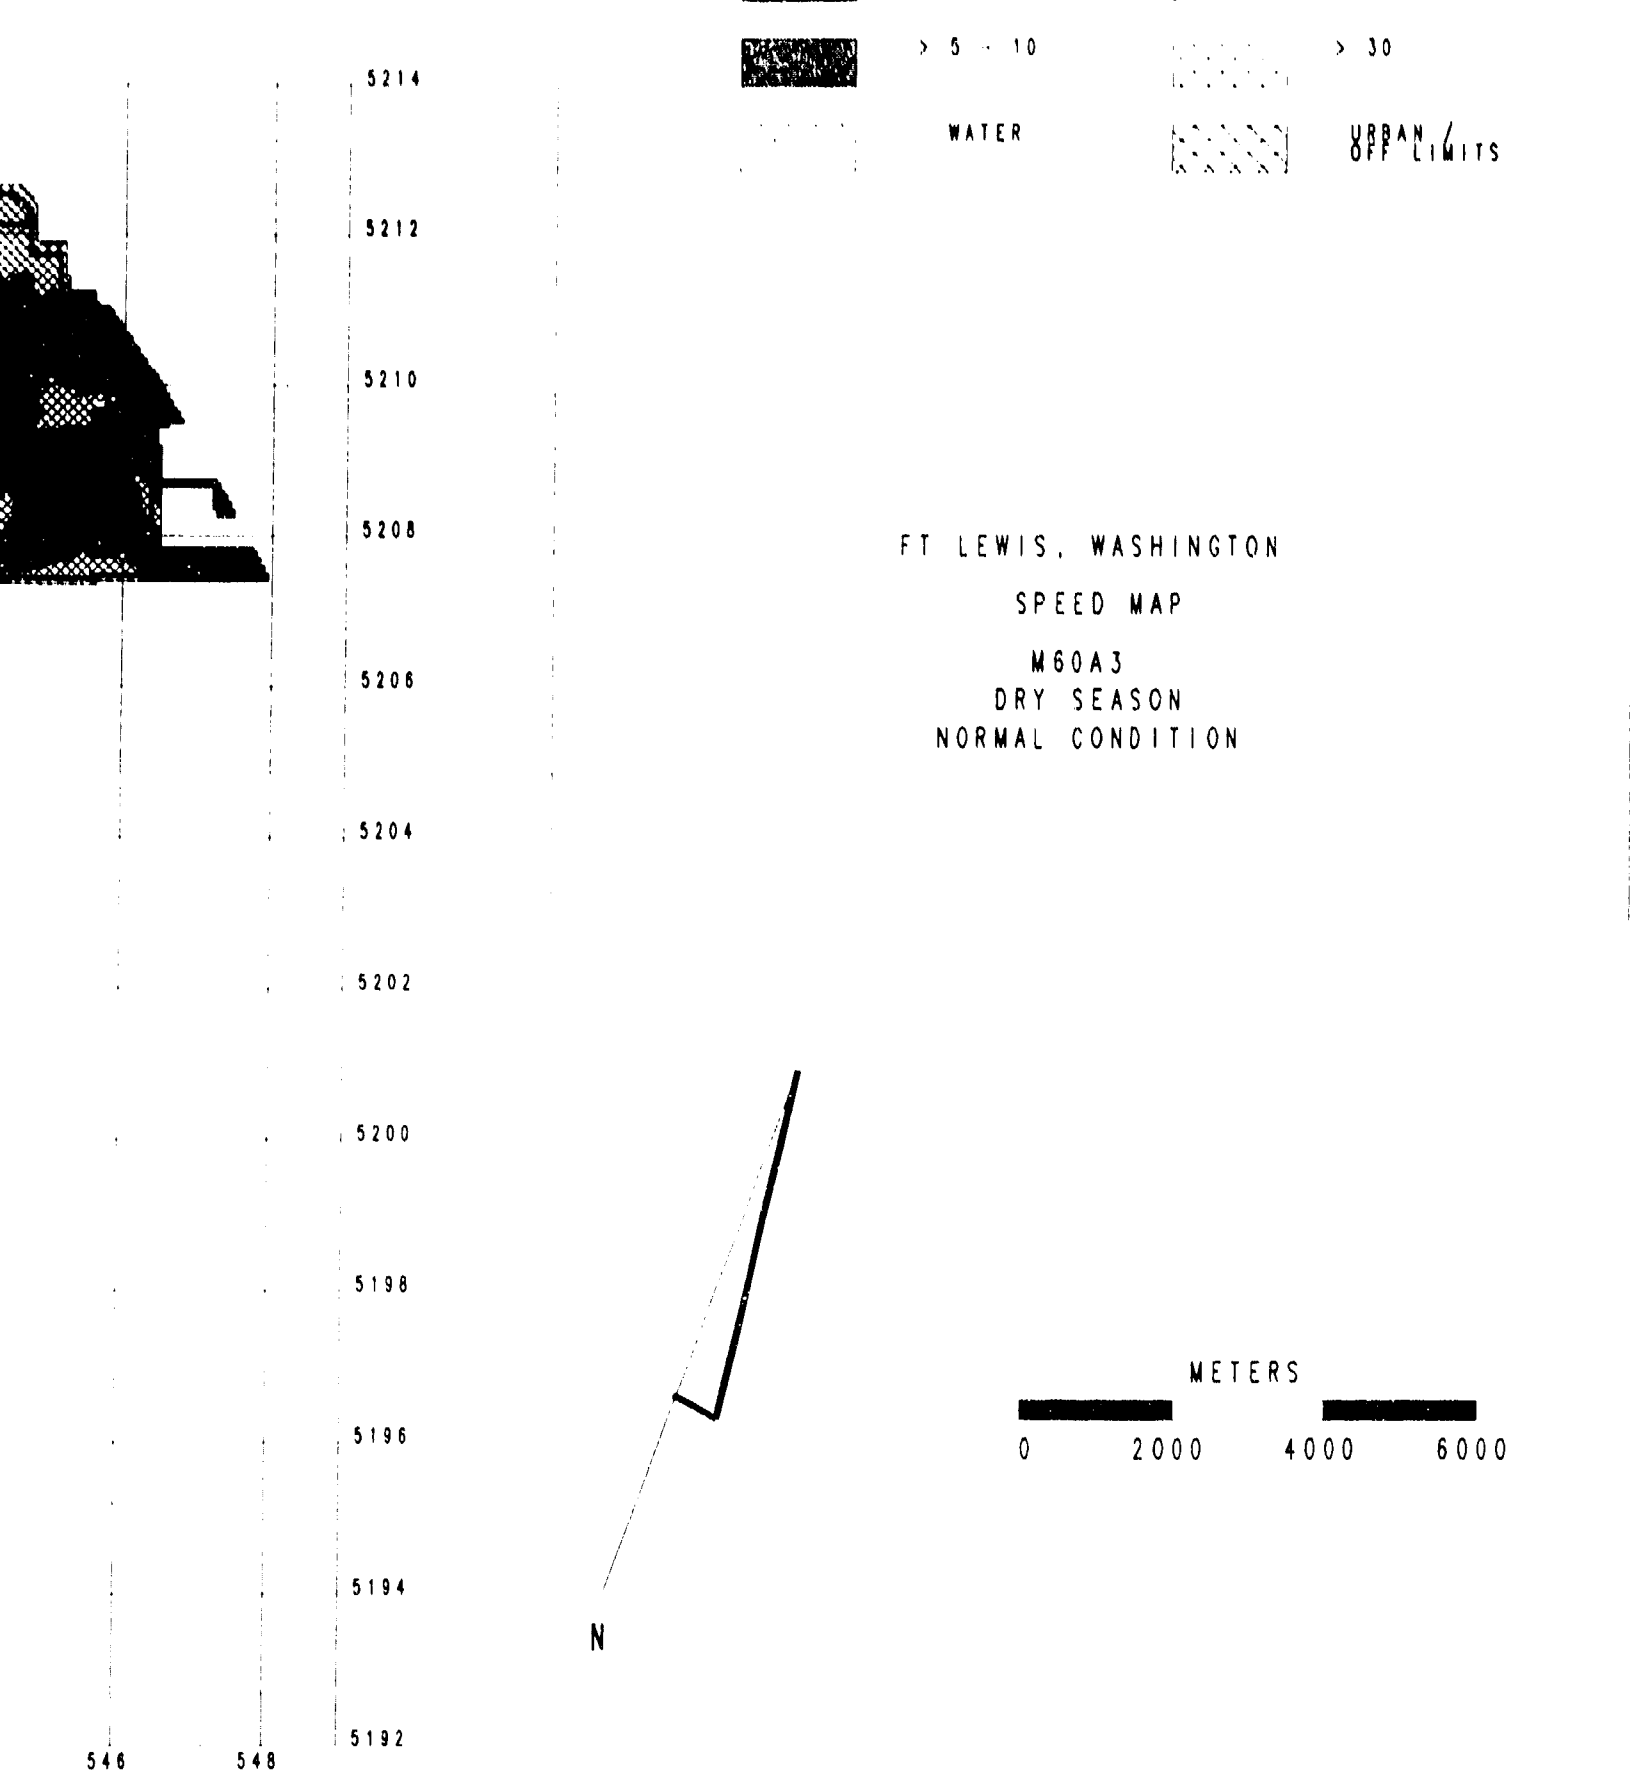 > 5 - 10
> 30
WATER
URBAN /
OFF LIMITS
5214
5212
5210
5208
5206
5204
5202
5200
5198
5196
5194
5192
546
548
FT LEWIS, WASHINGTON
SPEED MAP
M60A3
DRY SEASON
NORMAL CONDITION
METERS
0 2000 4000 6000
N